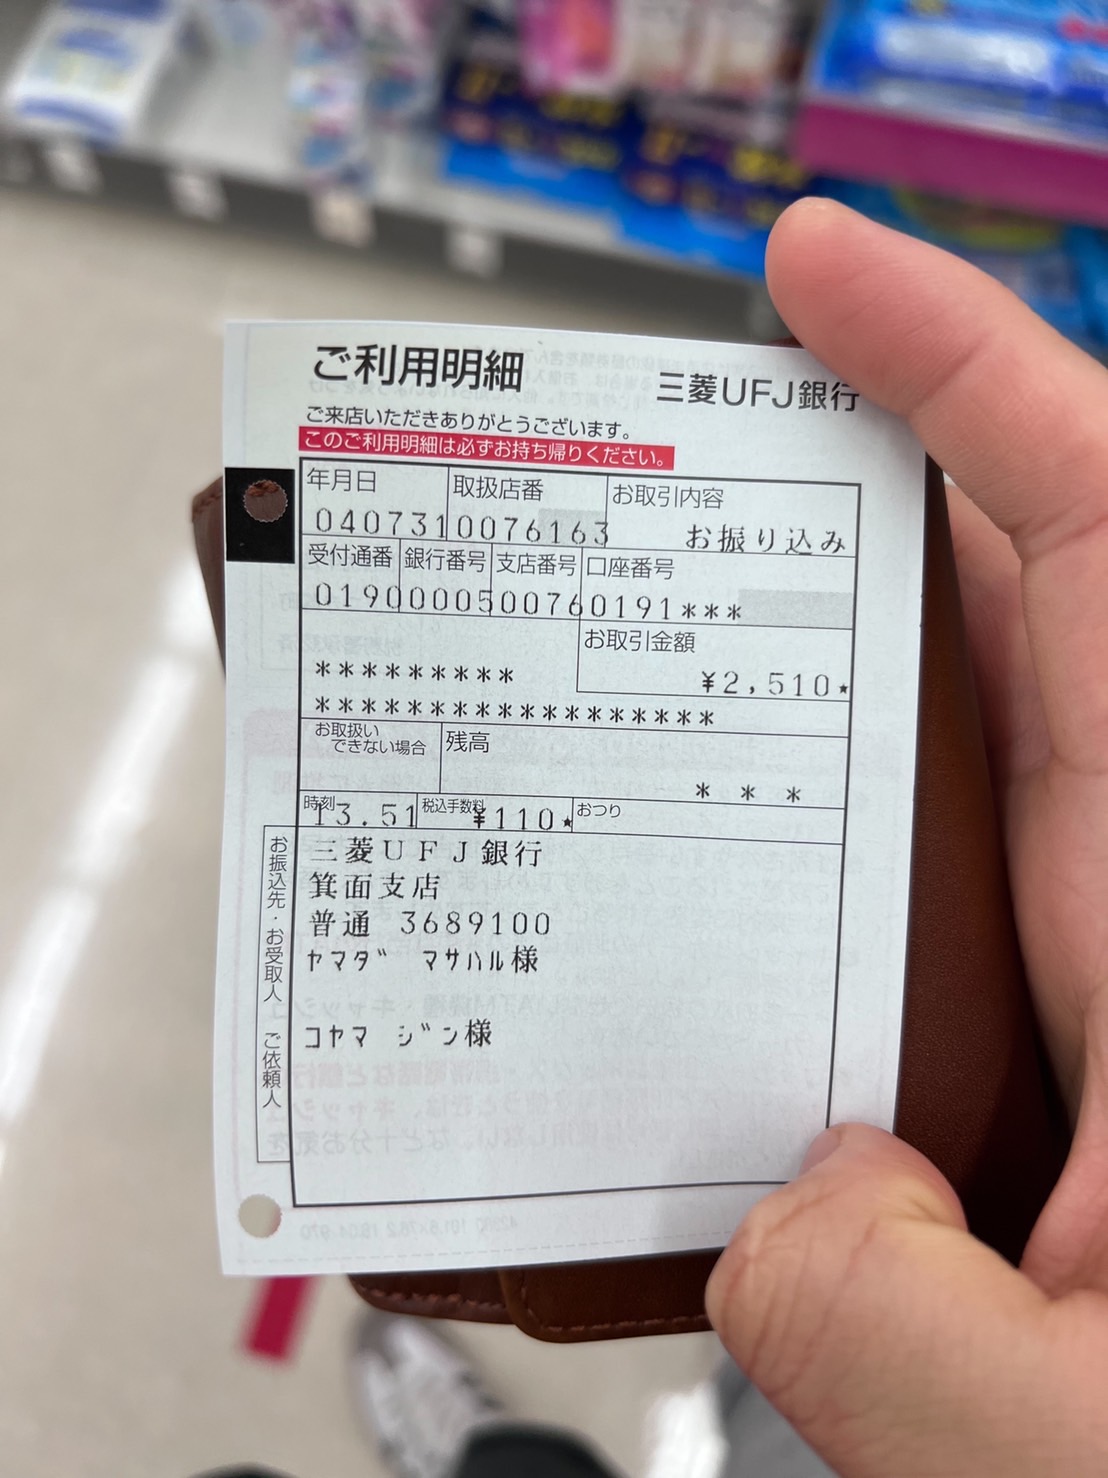 ご利用明細
三菱UFJ銀行
ご来店いただきありがとうございます。
このご利用明細は必ずお持ち帰りください。
年月日 取扱店番 お取引内容
040731 0076163 お振り込み
受付通番 銀行番号 支店番号 口座番号
0190 0005 0076 0191***
お取引金額
¥2,510★
*********
******************
お取扱いできない場合 残高
***
時刻 税込手数料 おつり
13.51 ¥110★
お振込先・お受取人 ご依頼人
三菱UFJ銀行
箕面支店
普通 3689100
ヤマダ マサハル様
コヤマ ジン様